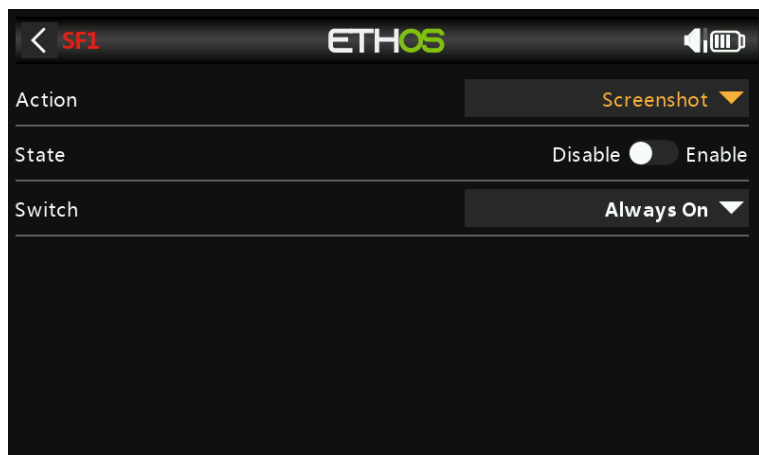 SF1 ETHOS
Action Screenshot
State Disable Enable
Switch Always On